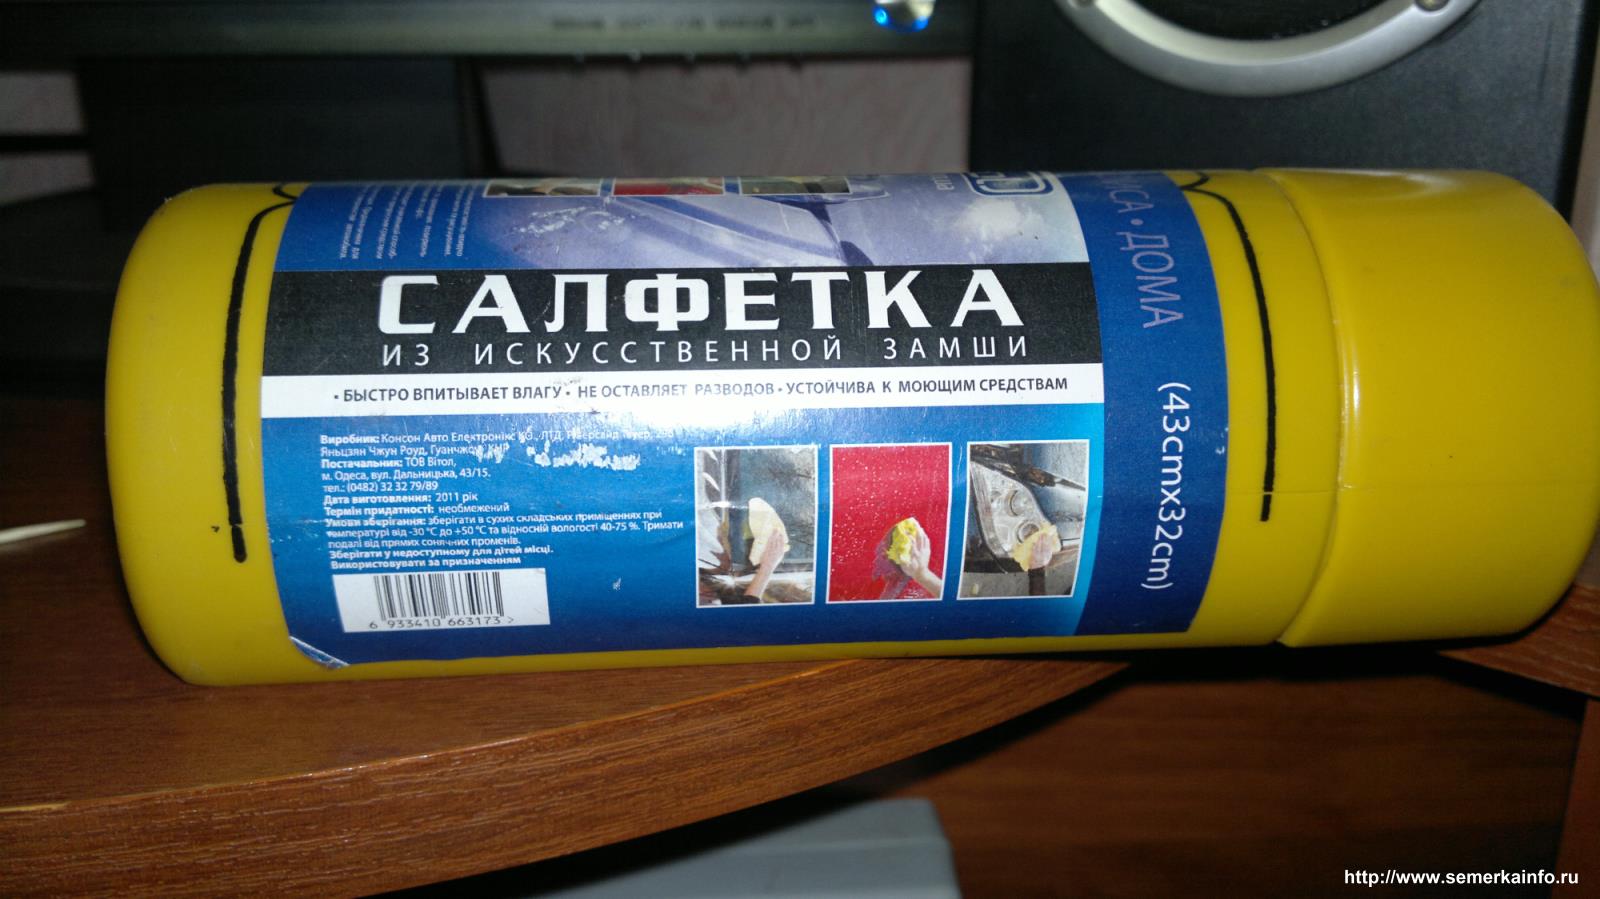 САЛФЕТКА
ИЗ ИСКУССТВЕННОЙ ЗАМШИ
• БЫСТРО ВПИТЫВАЕТ ВЛАГУ • НЕ ОСТАВЛЯЕТ РАЗВОДОВ • УСТОЙЧИВА К МОЮЩИМ СРЕДСТВАМ
Виробник: Консон Авто Електронікс КО., ЛТД,
Яньцзян Чжун Роуд, Гуанчжоу, КНР
Постачальник: ТОВ Вітол,
м. Одеса, вул. Дальницька, 43/15.
тел.: (0482) 32 32 79/89
Дата виготовлення: 2011 рік
Термін придатності: необмежений
Умови зберігання: зберігати в сухих складських приміщеннях при
температурі від -30 °С до +50 °С та відносній вологості 40-75 %. Тримати
подалі від прямих сонячних променів.
Зберігати у недоступному для дітей місці.
Використовувати за призначенням
6 933410 663173 >
• ДОМА
(43cmx32cm)
http://www.semerkainfo.ru